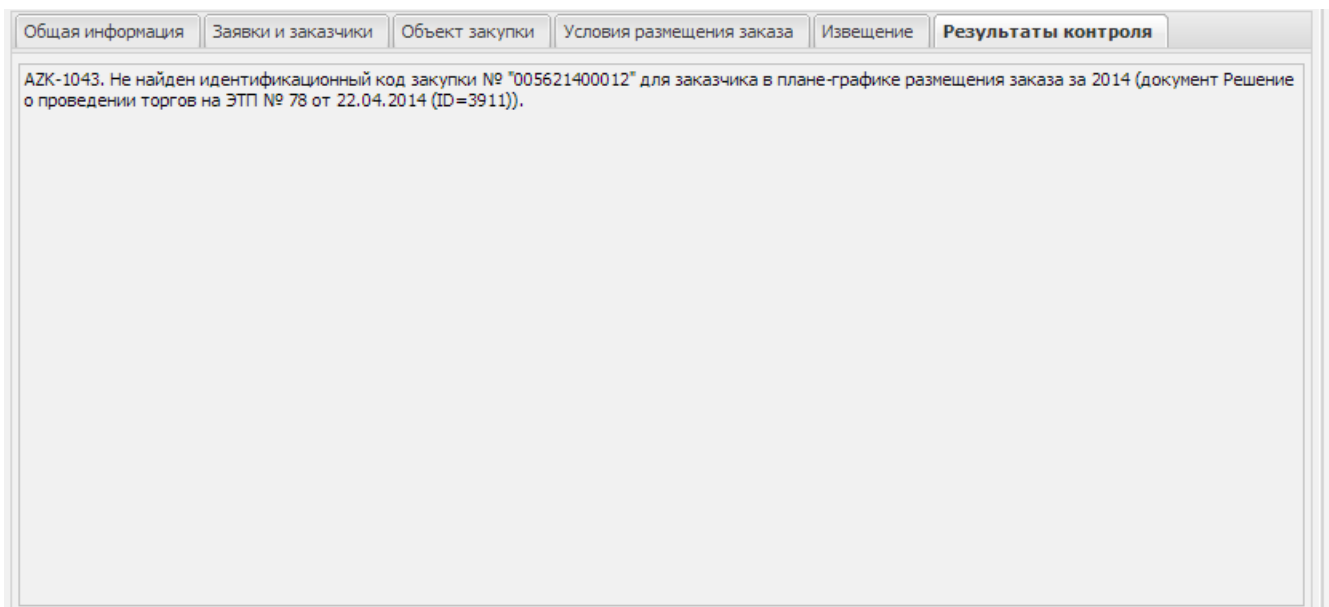 Общая информация Заявки и заказчики Объект закупки Условия размещения заказа Извещение Результаты контроля
AZK-1043. Не найден идентификационный код закупки № "005621400012" для заказчика в плане-графике размещения заказа за 2014 (документ Решение
о проведении торгов на ЭТП № 78 от 22.04.2014 (ID=3911)).